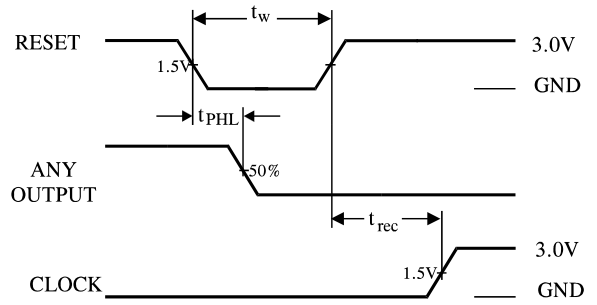 tw
RESET
3.0V
1.5V
GND
tPHL
ANY
OUTPUT
50%
trec
3.0V
1.5V
CLOCK
GND